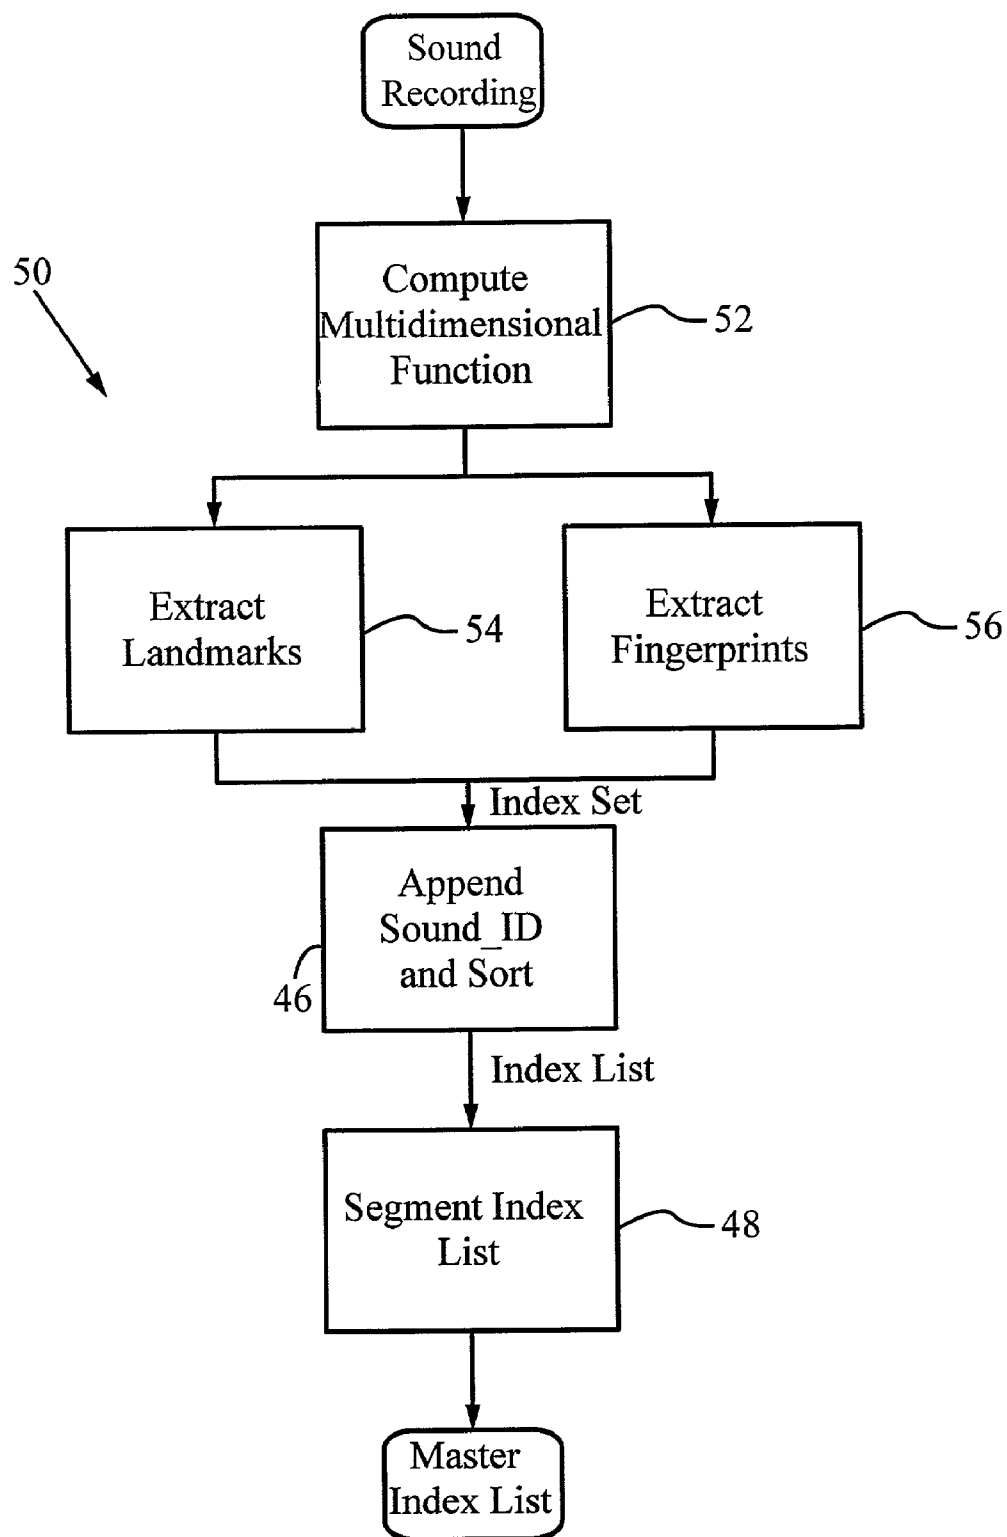 Sound
Recording
50
Compute
Multidimensional
Function
52
Extract
Landmarks
54
Extract
Fingerprints
56
Index Set
Append
Sound_ID
and Sort
46
Index List
Segment Index
List
48
Master
Index List